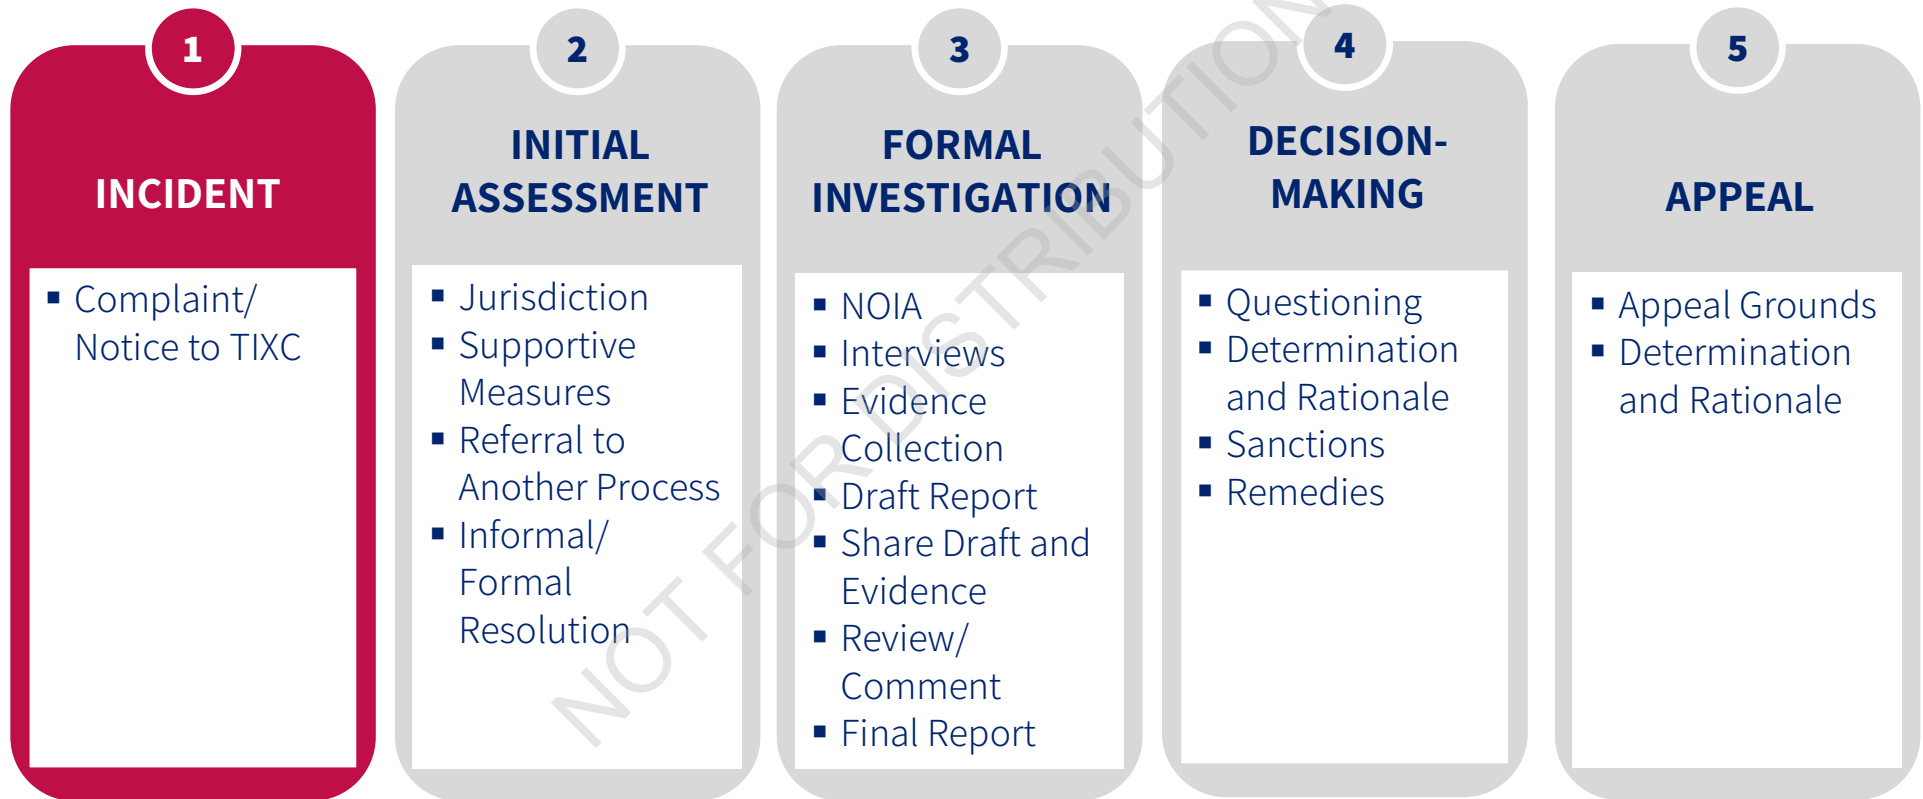 1
INCIDENT
▪ Complaint/
Notice to TIXC
2
INITIAL
ASSESSMENT
▪ Jurisdiction
▪ Supportive
Measures
▪ Referral to
Another Process
▪ Informal/
Formal
Resolution
3
FORMAL
INVESTIGATION
▪ NOIA
▪ Interviews
▪ Evidence
Collection
▪ Draft Report
▪ Share Draft and
Evidence
▪ Review/
Comment
▪ Final Report
4
DECISION-
MAKING
▪ Questioning
▪ Determination
and Rationale
▪ Sanctions
▪ Remedies
5
APPEAL
▪ Appeal Grounds
▪ Determination
and Rationale
NOT FOR DISTRIBUTION